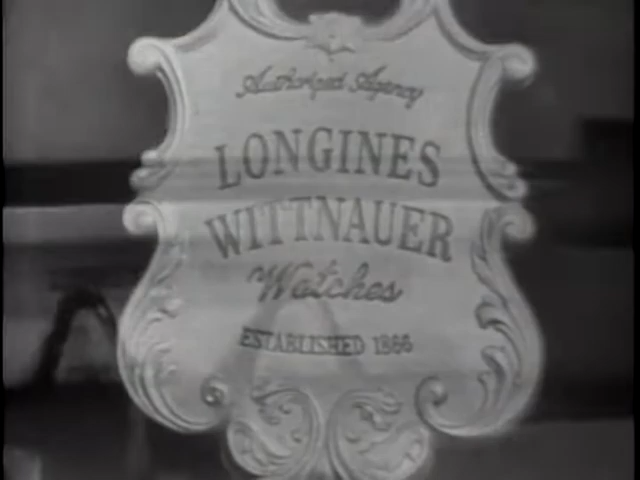 Authorized Agency
LONGINES
WITTNAUER
Watches
ESTABLISHED 1866